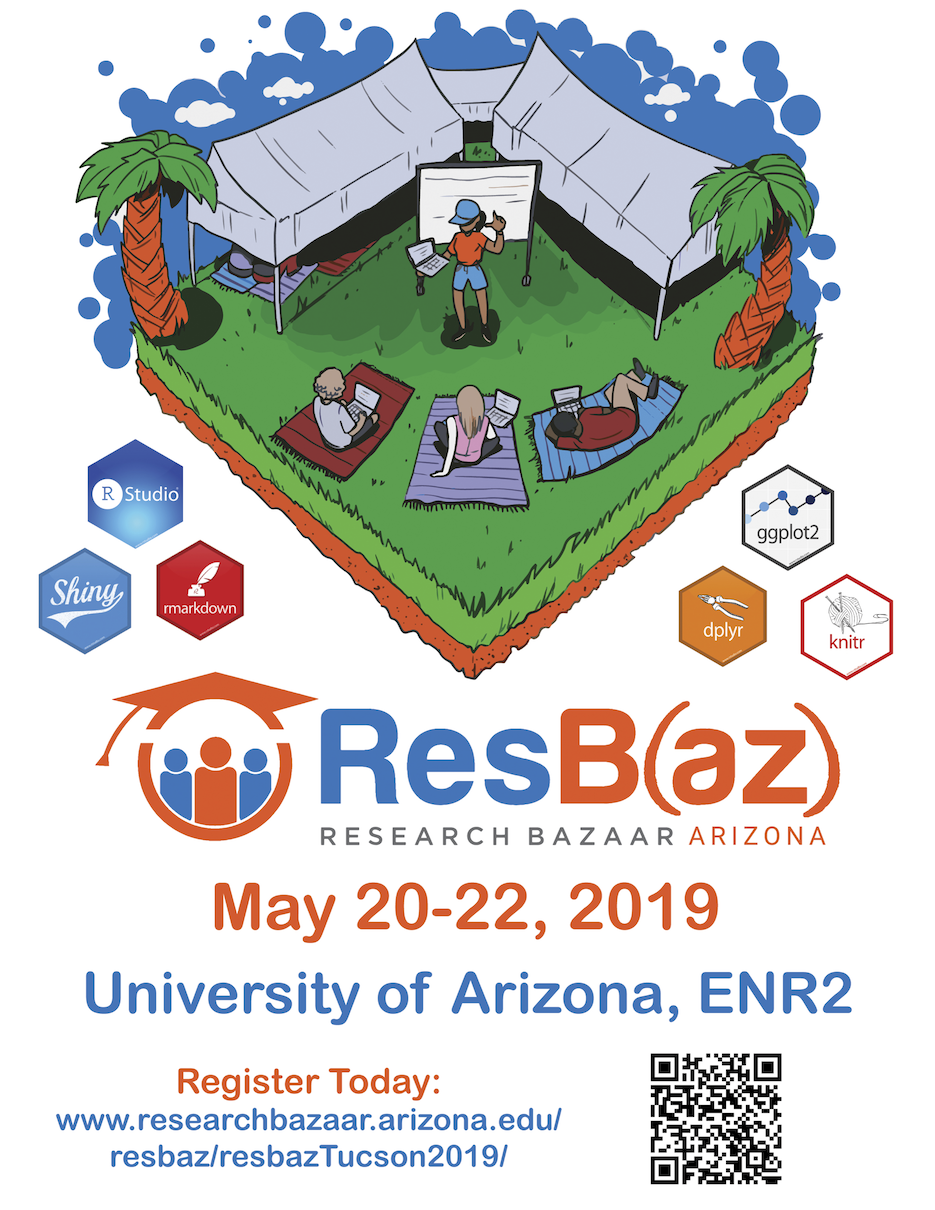 R Studio
Shiny
rmarkdown
ggplot2
dplyr
knitr
ResB(az)
RESEARCH BAZAAR ARIZONA
May 20-22, 2019
University of Arizona, ENR2
Register Today:
www.researchbazaar.arizona.edu/
resbaz/resbazTucson2019/